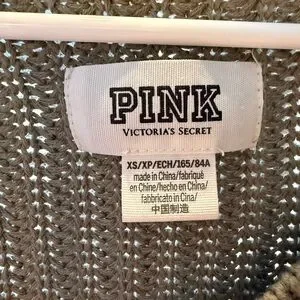 PINK
VICTORIA'S SECRET
XS/XP/ECH/165/84A
made in China/fabriqué
en Chine/hecho en China/
fabbricato in Cina/
中国制造